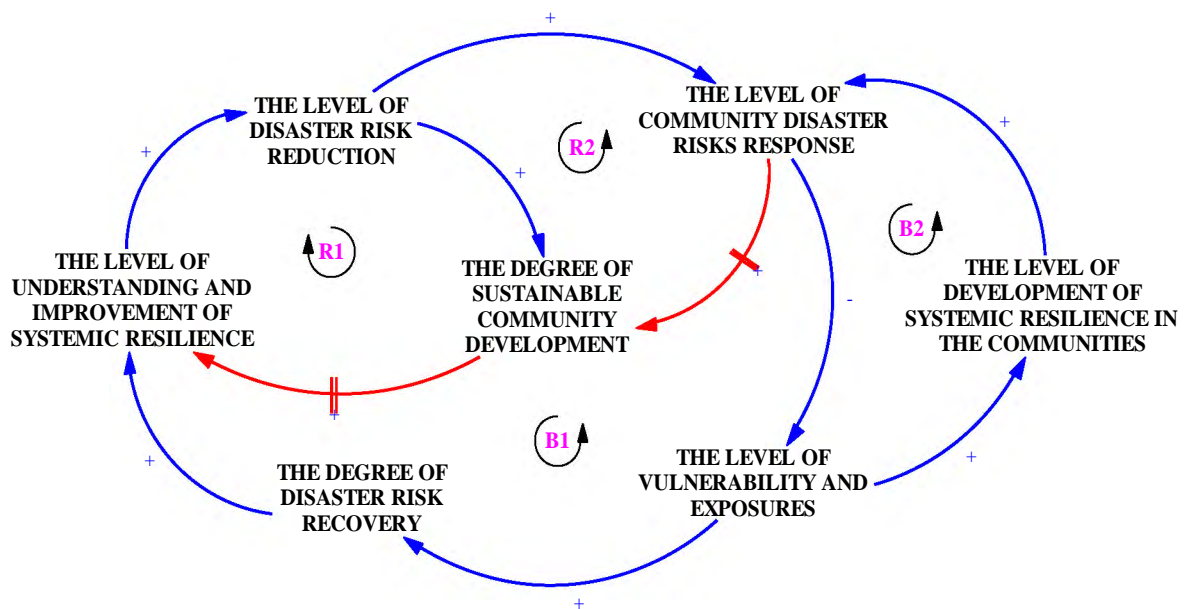 +
THE LEVEL OF
DISASTER RISK
REDUCTION
THE LEVEL OF
COMMUNITY DISASTER
RISKS RESPONSE
R2
+
+
+
B2
R1
THE LEVEL OF
UNDERSTANDING AND
IMPROVEMENT OF
SYSTEMIC RESILIENCE
THE DEGREE OF
SUSTAINABLE
COMMUNITY
DEVELOPMENT
+
-
THE LEVEL OF
DEVELOPMENT OF
SYSTEMIC RESILIENCE IN
THE COMMUNITIES
+
B1
+
+
THE DEGREE OF
DISASTER RISK
RECOVERY
THE LEVEL OF
VULNERABILITY AND
EXPOSURES
+